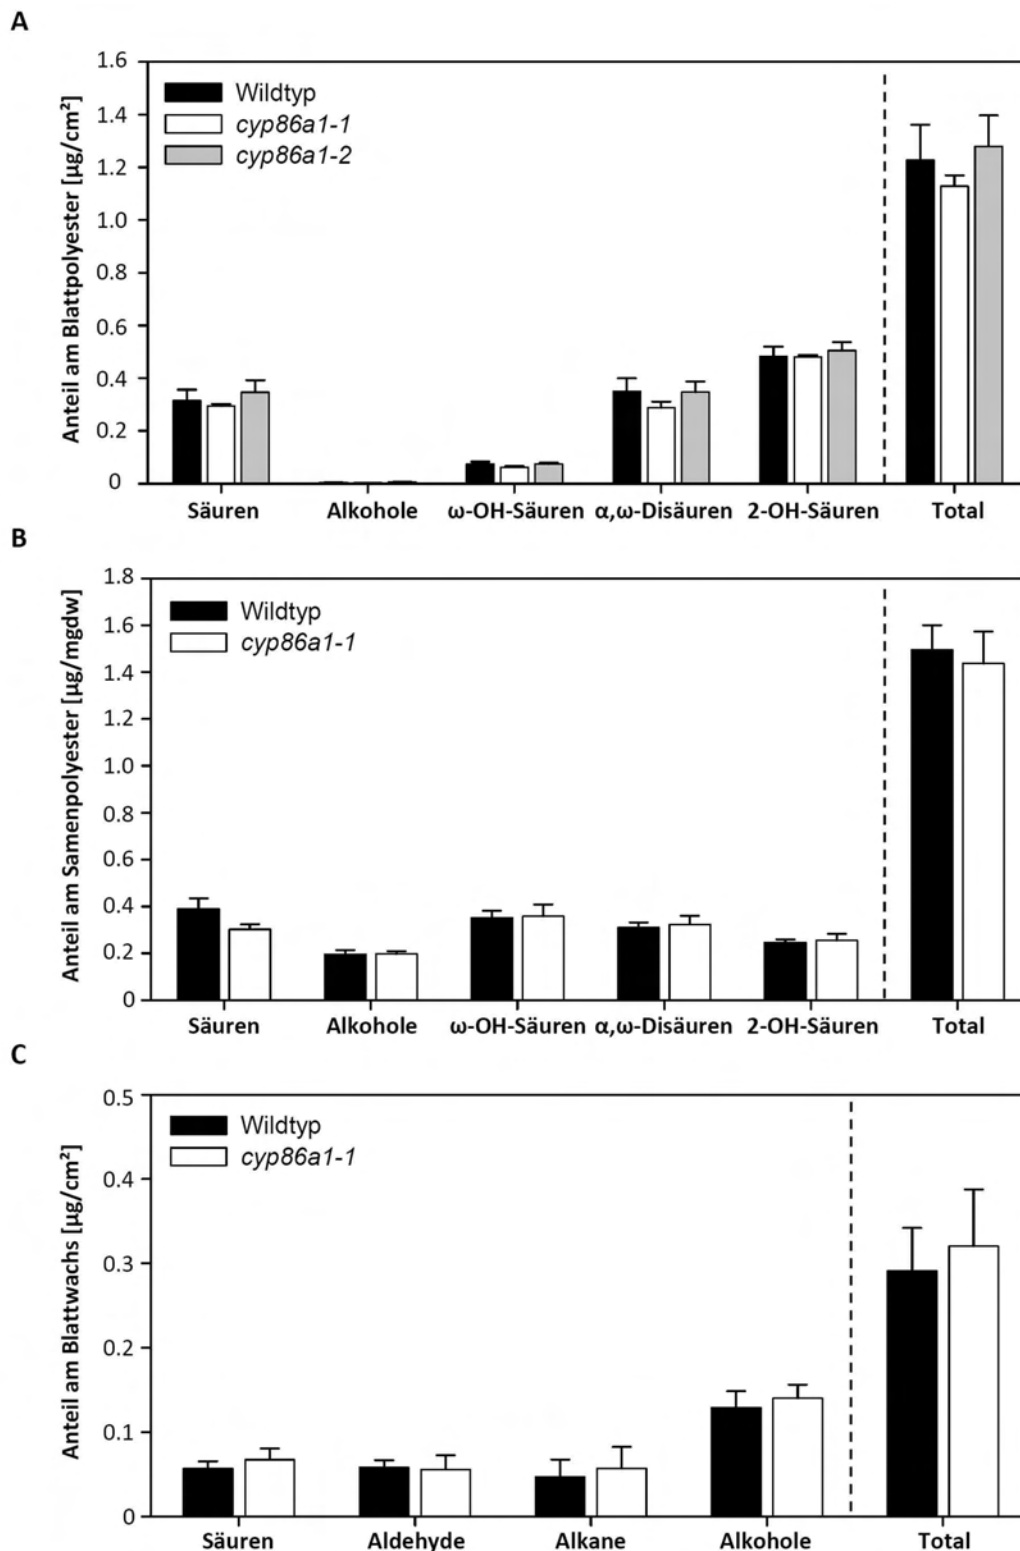 A
Anteil am Blattpolyester [µg/cm²]
1.6
1.4
1.2
1.0
0.8
0.6
0.4
0.2
0
Wildtyp
cyp86a1-1
cyp86a1-2
Säuren Alkohole ω-OH-Säuren α,ω-Disäuren 2-OH-Säuren Total
B
Anteil am Samenpolyester [µg/mgdw]
1.8
1.6
1.4
1.2
1.0
0.8
0.6
0.4
0.2
0
Wildtyp
cyp86a1-1
Säuren Alkohole ω-OH-Säuren α,ω-Disäuren 2-OH-Säuren Total
C
Anteil am Blattwachs [µg/cm²]
0.5
0.4
0.3
0.2
0.1
0
Wildtyp
cyp86a1-1
Säuren Aldehyde Alkane Alkohole Total